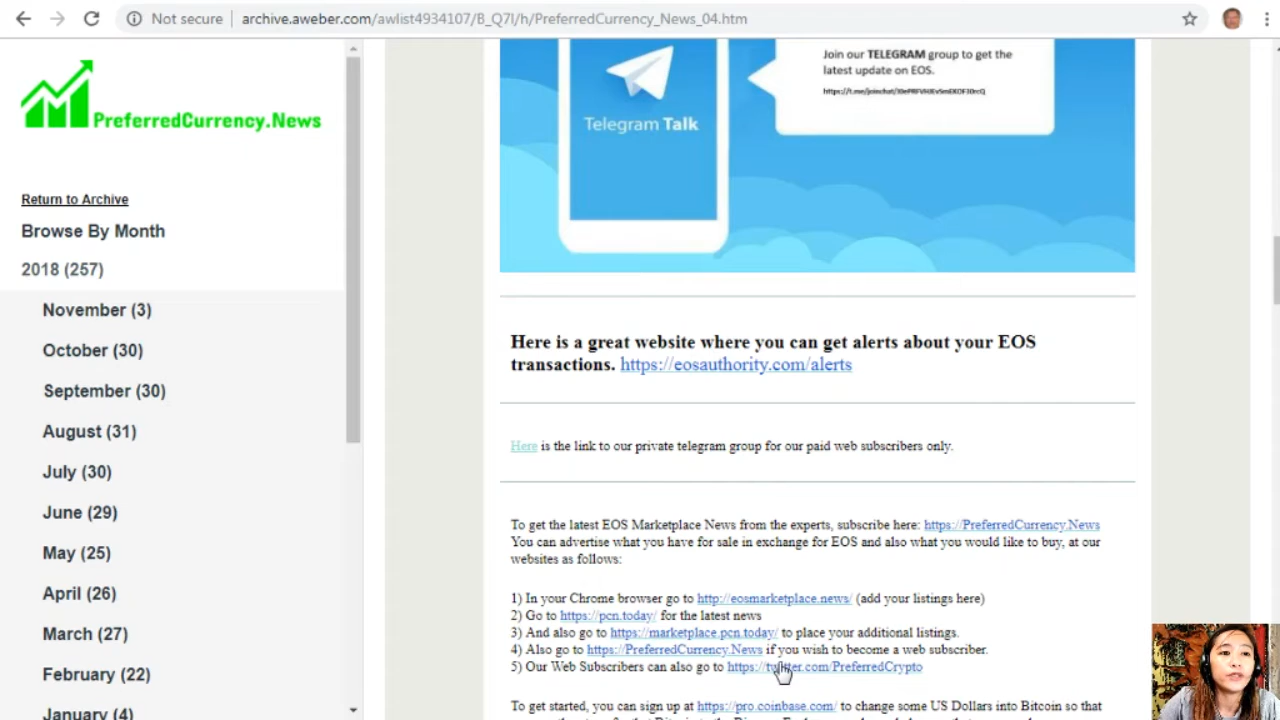 Not secure | archive.aweber.com/awlist4934107/B_Q7l/h/PreferredCurrency_News_04.htm
PreferredCurrency.News
Return to Archive
Browse By Month
2018 (257)
November (3)
October (30)
September (30)
August (31)
July (30)
June (29)
May (25)
April (26)
March (27)
February (22)
January (4)
Telegram Talk
Join our TELEGRAM group to get the
latest update on EOS.
Here is a great website where you can get alerts about your EOS
transactions. https://eosauthority.com/alerts
Here is the link to our private telegram group for our paid web subscribers only.
To get the latest EOS Marketplace News from the experts, subscribe here: https://PreferredCurrency.News
You can advertise what you have for sale in exchange for EOS and also what you would like to buy, at our
websites as follows:
1) In your Chrome browser go to http://eosmarketplace.news/ (add your listings here)
2) Go to https://pcn.today/ for the latest news
3) And also go to https://marketplace.pcn.today/ to place your additional listings.
4) Also go to https://PreferredCurrency.News if you wish to become a web subscriber.
5) Our Web Subscribers can also go to https://twitter.com/PreferredCrypto
To get started, you can sign up at https://pro.coinbase.com/ to change some US Dollars into Bitcoin so that